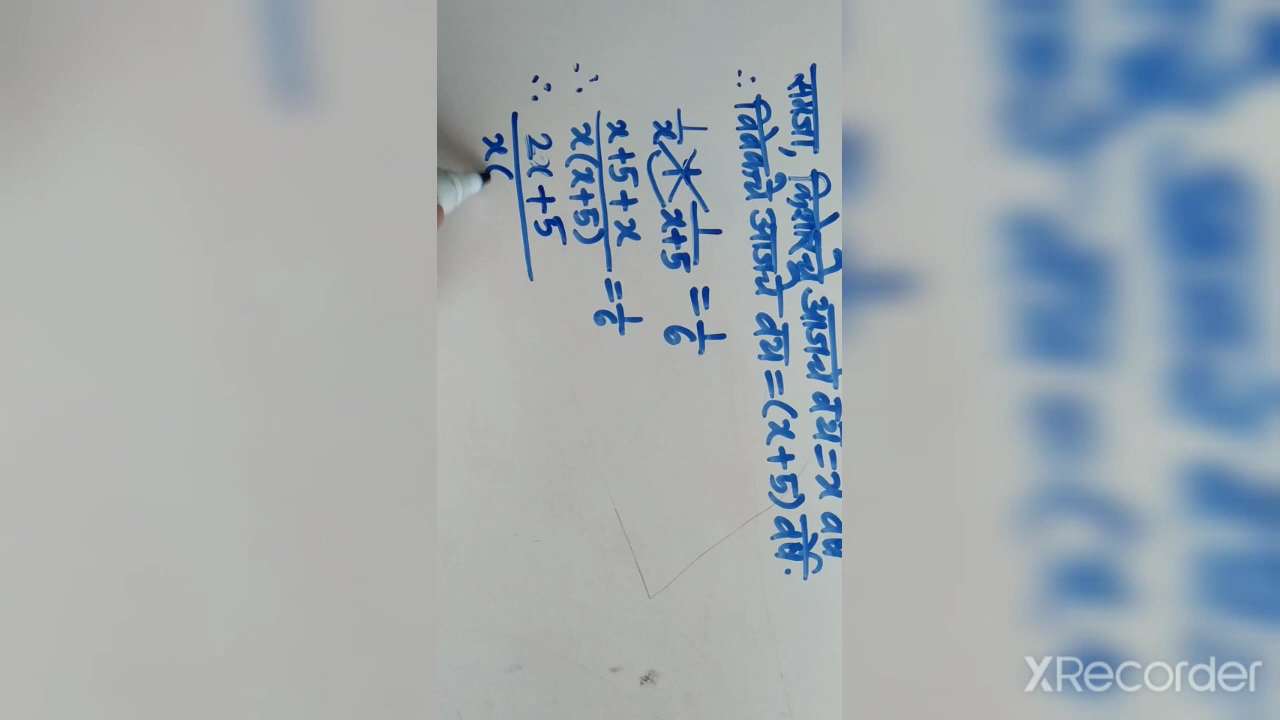 समजा, किशोरचे आजचे वय = x वर्ष
∴ विवेकचे आजचे वय = (x + 5) वर्ष.
1/x + 1/x+5 = 1/6
∴ x+5+x/x(x+5) = 1/6
∴ 2x+5/x(
XRecorder